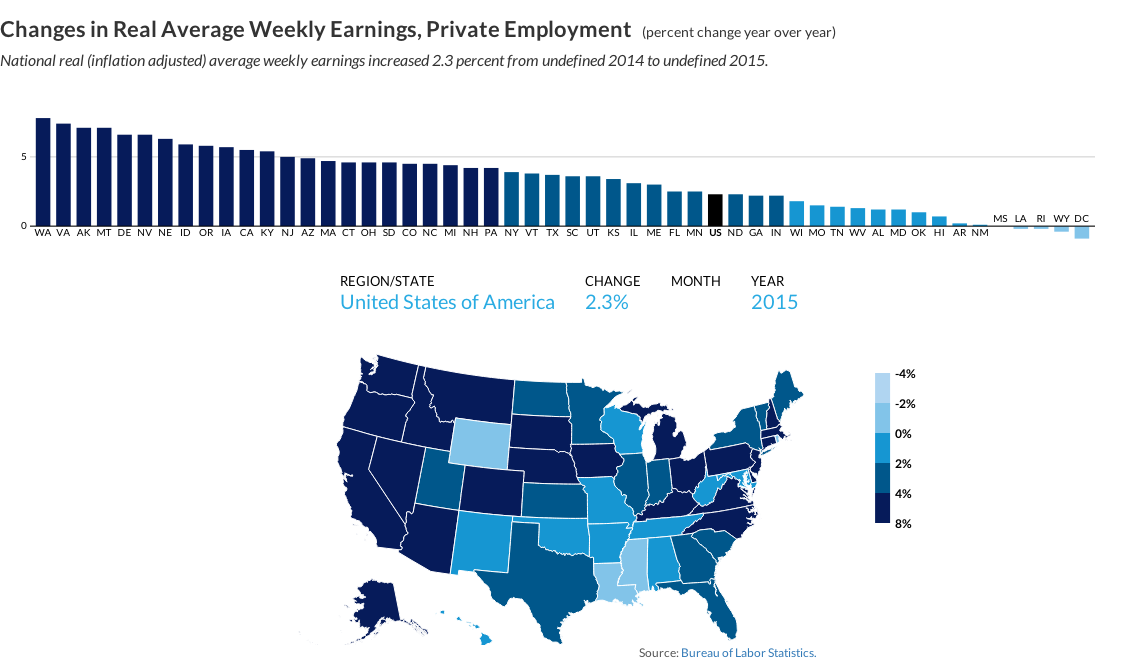 Changes in Real Average Weekly Earnings, Private Employment (percent change year over year)
National real (inflation adjusted) average weekly earnings increased 2.3 percent from undefined 2014 to undefined 2015.
5
0
MS LA RI WY DC
WA VA AK MT DE NV NE ID OR IA CA KY NJ AZ MA CT OH SD CO NC MI NH PA NY VT TX SC UT KS IL ME FL MN US ND GA IN WI MO TN WV AL MD OK HI AR NM
REGION/STATE CHANGE MONTH YEAR
United States of America 2.3% 2015
-4%
-2%
0%
2%
4%
8%
Source: Bureau of Labor Statistics.